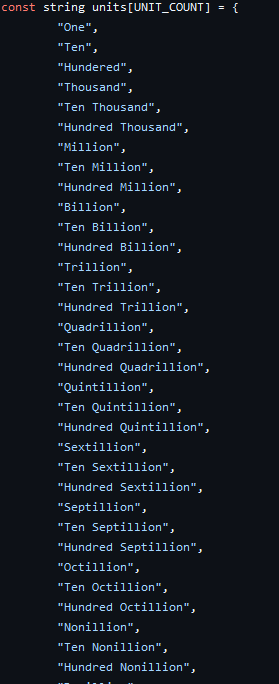 const string units[UNIT_COUNT] = {
"One",
"Ten",
"Hundered",
"Thousand",
"Ten Thousand",
"Hundred Thousand",
"Million",
"Ten Million",
"Hundred Million",
"Billion",
"Ten Billion",
"Hundred Billion",
"Trillion",
"Ten Trillion",
"Hundred Trillion",
"Quadrillion",
"Ten Quadrillion",
"Hundred Quadrillion",
"Quintillion",
"Ten Quintillion",
"Hundred Quintillion",
"Sextillion",
"Ten Sextillion",
"Hundred Sextillion",
"Septillion",
"Ten Septillion",
"Hundred Septillion",
"Octillion",
"Ten Octillion",
"Hundred Octillion",
"Nonillion",
"Ten Nonillion",
"Hundred Nonillion",